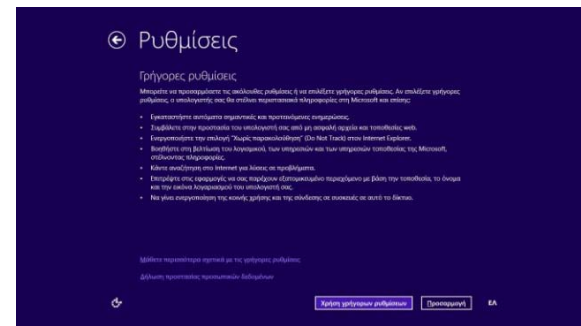 Ρυθμίσεις
Γρήγορες ρυθμίσεις
Μπορείτε να προσαρμόσετε τις ακόλουθες ρυθμίσεις ή να επιλέξετε γρήγορες ρυθμίσεις. Αν επιλέξετε γρήγορες
ρυθμίσεις, ο υπολογιστής σας θα στέλνει περιστασιακά πληροφορίες στη Microsoft και επίσης:
• Εγκαταστήστε αυτόματα σημαντικές και προτεινόμενες ενημερώσεις.
• Συμβάλετε στην προστασία του υπολογιστή σας από μη ασφαλή αρχεία και τοποθεσίες web.
• Ενεργοποιήστε την επιλογή "Χωρίς παρακολούθηση" (Do Not Track) στον Internet Explorer.
• Βοηθήστε στη βελτίωση του λογισμικού, των υπηρεσιών και των υπηρεσιών τοποθεσίας της Microsoft,
στέλνοντας πληροφορίες.
• Κάντε αναζήτηση στο Internet για λύσεις σε προβλήματα.
• Επιτρέψτε στις εφαρμογές να σας παρέχουν εξατομικευμένο περιεχόμενο με βάση την τοποθεσία, το όνομα
και την εικόνα λογαριασμού του υπολογιστή σας.
• Να γίνει ενεργοποίηση της κοινής χρήσης και της σύνδεσης σε συσκευές σε αυτό το δίκτυο.
Μάθετε περισσότερα σχετικά με τις γρήγορες ρυθμίσεις
Δήλωση προστασίας προσωπικών δεδομένων
Χρήση γρήγορων ρυθμίσεων
Προσαρμογή
ΕΛ